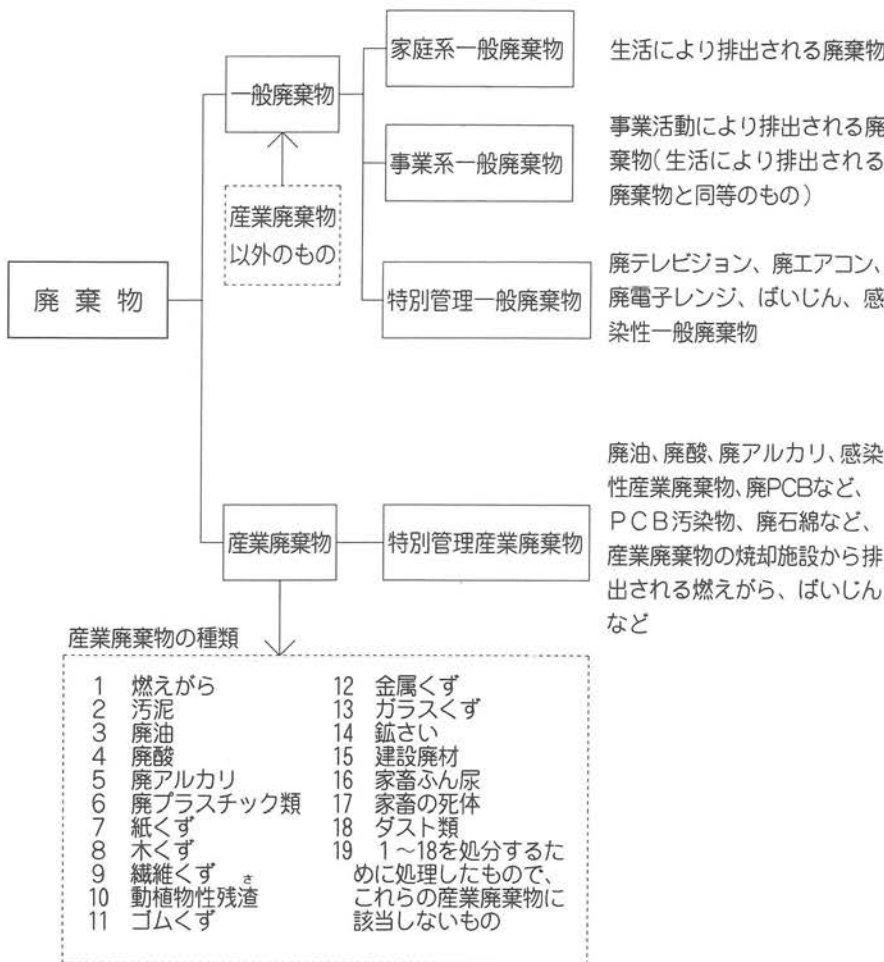 家庭系一般廃棄物
生活により排出される廃棄物
一般廃棄物
事業活動により排出される廃
棄物(生活により排出される
廃棄物と同等のもの)
事業系一般廃棄物
産業廃棄物
以外のもの
廃棄物
特別管理一般廃棄物
廃テレビジョン、廃エアコン、
廃電子レンジ、ばいじん、感
染性一般廃棄物
産業廃棄物
特別管理産業廃棄物
廃油、廃酸、廃アルカリ、感染
性産業廃棄物、廃PCBなど、
PCB汚染物、廃石綿など、
産業廃棄物の焼却施設から排
出される燃えがら、ばいじん
など
産業廃棄物の種類
1 燃えがら
2 汚泥
3 廃油
4 廃酸
5 廃アルカリ
6 廃プラスチック類
7 紙くず
8 木くず
9 繊維くず
さ
10 動植物性残渣
11 ゴムくず
12 金属くず
13 ガラスくず
14 鉱さい
15 建設廃材
16 家畜ふん尿
17 家畜の死体
18 ダスト類
19 1～18を処分するた
めに処理したもので、
これらの産業廃棄物に
該当しないもの